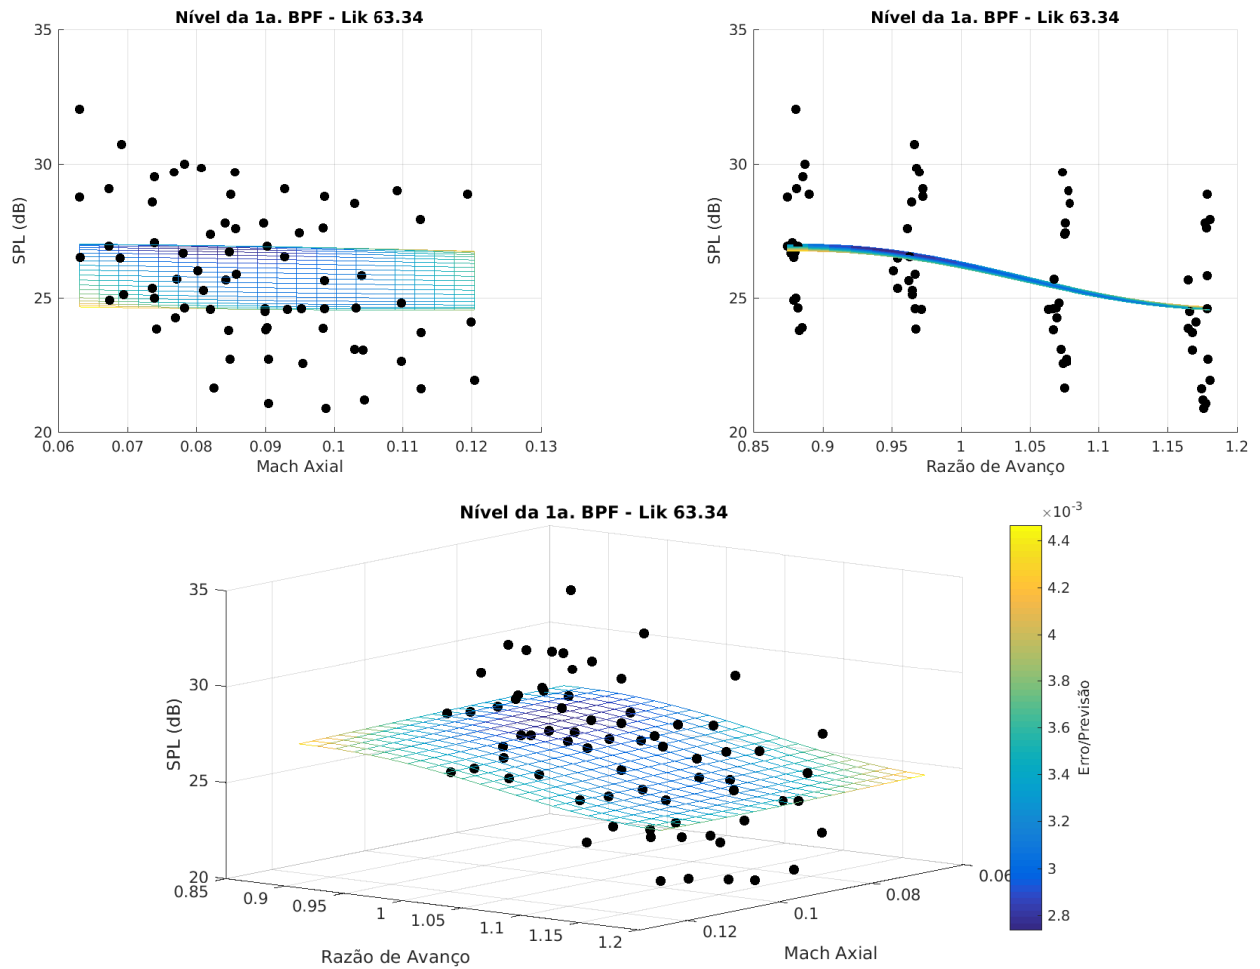 Nível da 1a. BPF - Lik 63.34
35
30
25
20
SPL (dB)
0.06 0.07 0.08 0.09 0.1 0.11 0.12 0.13
Mach Axial
Nível da 1a. BPF - Lik 63.34
35
30
25
20
SPL (dB)
0.85 0.9 0.95 1 1.05 1.1 1.15 1.2
Razão de Avanço
Nível da 1a. BPF - Lik 63.34
35
30
25
20
SPL (dB)
0.85 0.9 0.95 1 1.05 1.1 1.15 1.2
Razão de Avanço
0.12 0.1 0.08 0.06
Mach Axial
×10⁻³
4.4
4.2
4
3.8
3.6
3.4
3.2
3
2.8
Erro/Previsão